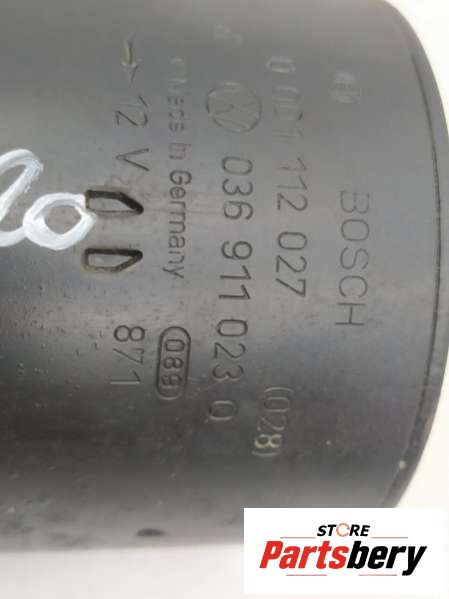 BOSCH
0 001 112 027 (028)
036 911 023 Q
Made in Germany (089)
12 V 871
STORE
Partsbery